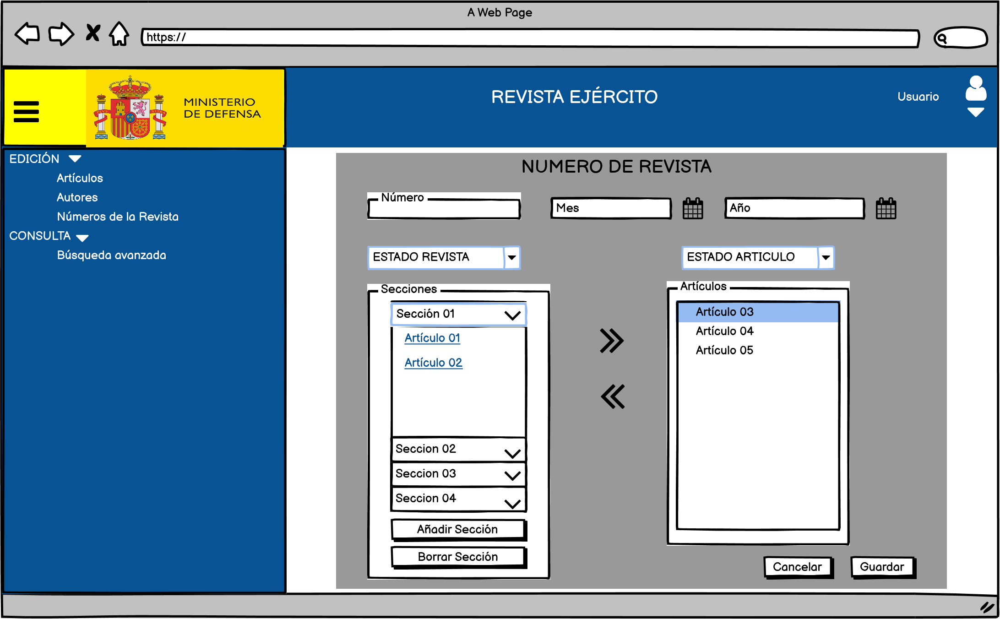 A Web Page
https://
MINISTERIO
DE DEFENSA
REVISTA EJÉRCITO
Usuario
EDICIÓN
Artículos
Autores
Números de la Revista
CONSULTA
Búsqueda avanzada
NUMERO DE REVISTA
Número
Mes
Año
ESTADO REVISTA
ESTADO ARTICULO
Secciones
Sección 01
Artículo 01
Artículo 02
Seccion 02
Seccion 03
Seccion 04
Añadir Sección
Borrar Sección
Artículos
Artículo 03
Artículo 04
Artículo 05
Cancelar
Guardar